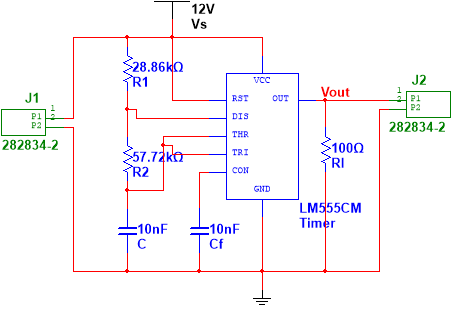 12V
Vs
28.86kΩ
R1
J1
1
P1
2
P2
282834-2
VCC
RST
OUT
DIS
THR
TRI
CON
GND
LM555CM
Timer
57.72kΩ
R2
10nF
C
10nF
Cf
Vout
100Ω
Rl
J2
1
P1
2
P2
282834-2